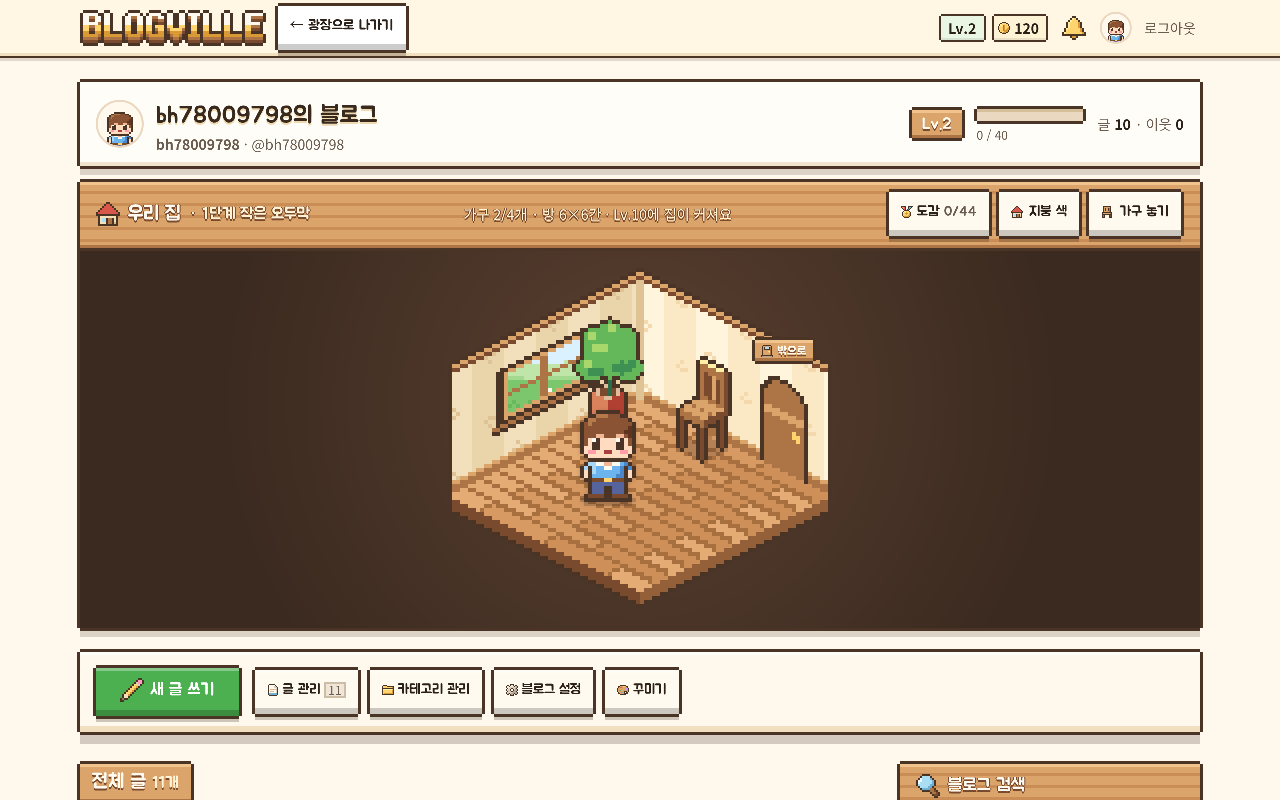 BLOGVILLE
← 광장으로 나가기
Lv.2
120
로그아웃
bh78009798의 블로그
bh78009798 · @bh78009798
Lv.2
0 / 40
글 10 · 이웃 0
우리 집 · 1단계 작은 오두막
가구 2/4개 · 방 6×6칸 · Lv.10에 집이 커져요
도감 0/44
지붕 색
가구 놓기
밖으로
새 글 쓰기
글 관리 11
카테고리 관리
블로그 설정
꾸미기
전체 글 11개
블로그 검색